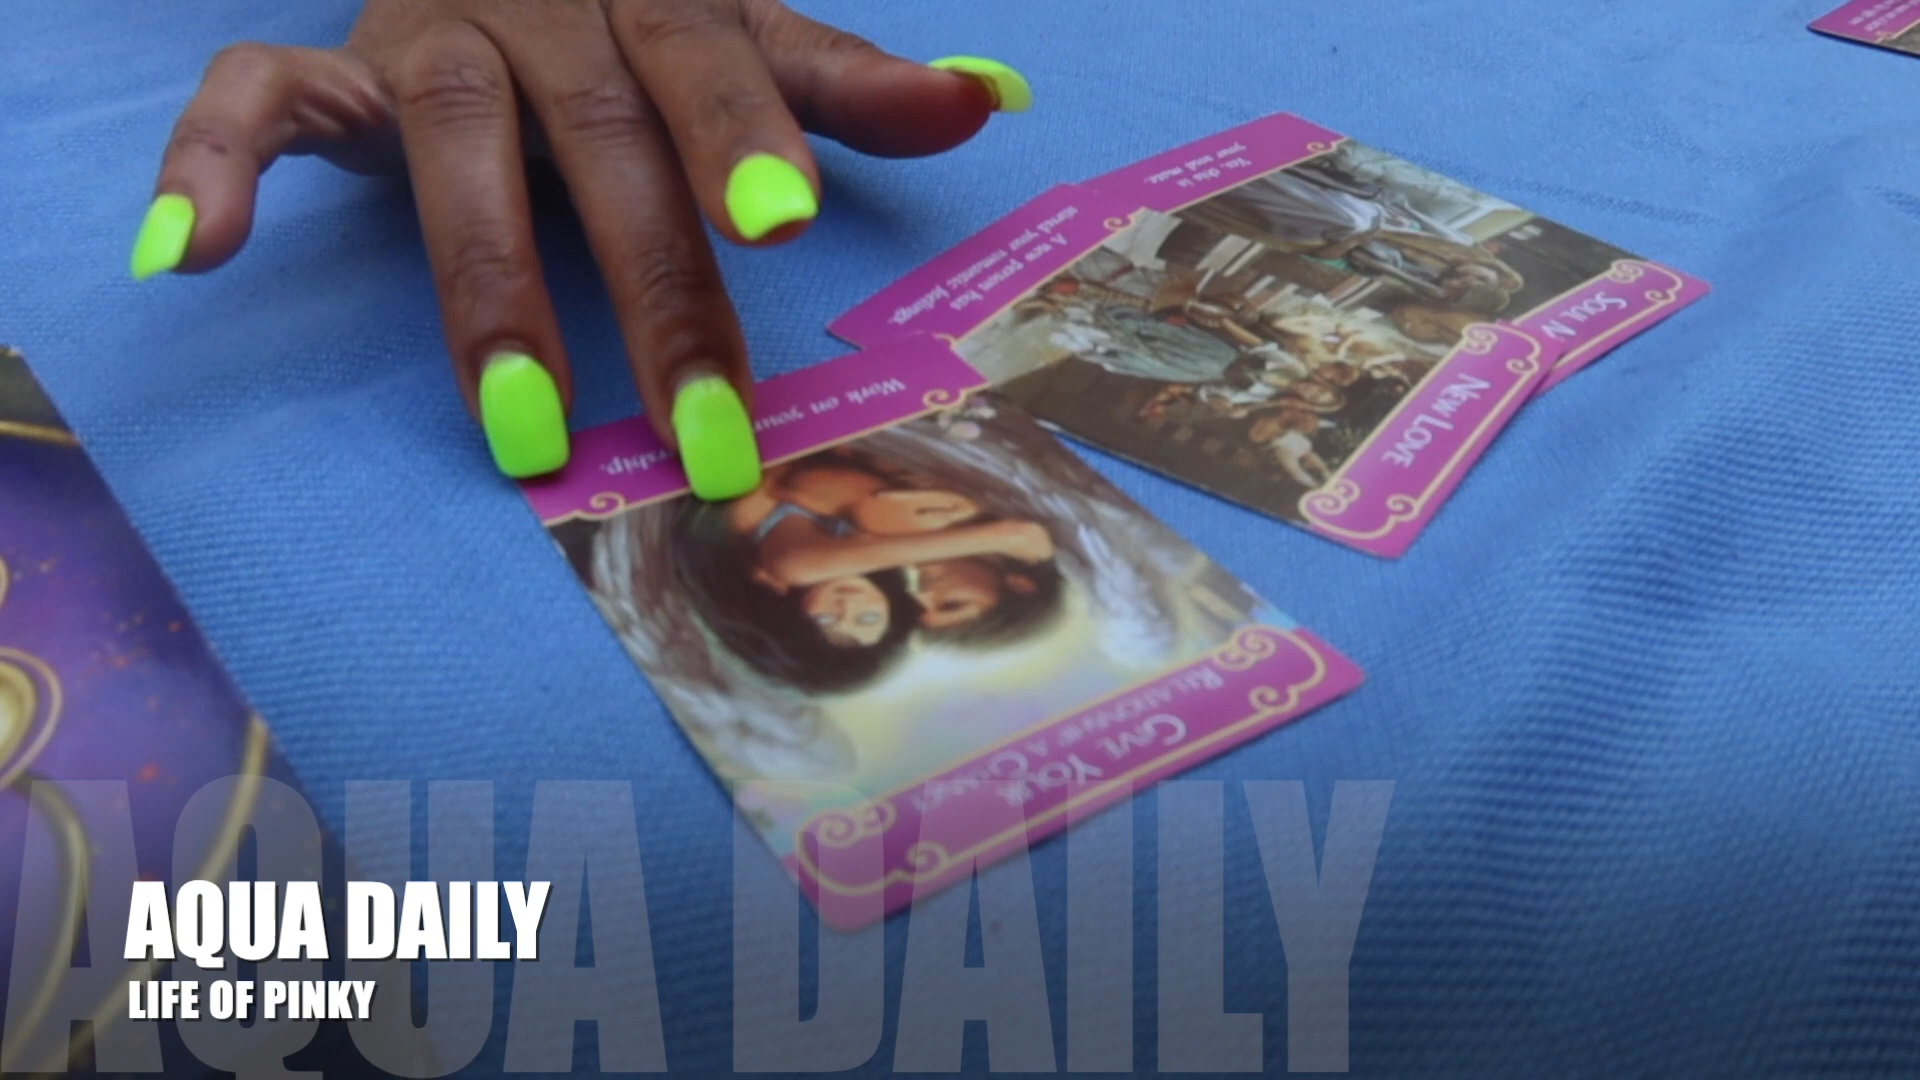 Yes, this is
your soul mate.
SOUL M
A new person has
stirred your romantic feelings.
NEW LOVE
Work on your
rship.
GIVE YOUR
RELATIONSHIP A CHANCE
AQUA DAILY
AQUA DAILY
LIFE OF PINKY